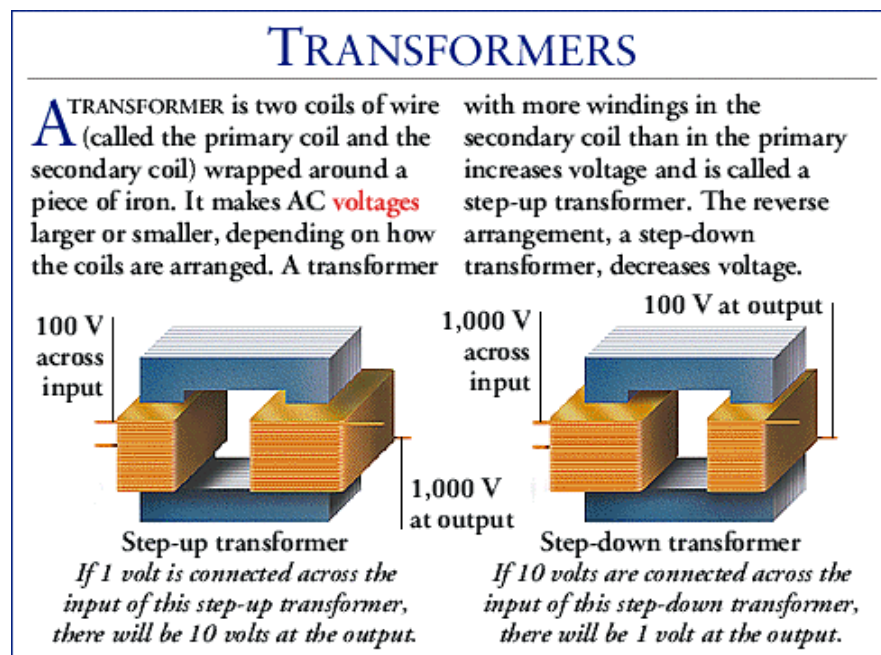 TRANSFORMERS
A TRANSFORMER is two coils of wire
(called the primary coil and the
secondary coil) wrapped around a
piece of iron. It makes AC voltages
larger or smaller, depending on how
the coils are arranged. A transformer
with more windings in the
secondary coil than in the primary
increases voltage and is called a
step-up transformer. The reverse
arrangement, a step-down
transformer, decreases voltage.
100 V
across
input
1,000 V
at output
Step-up transformer
If 1 volt is connected across the
input of this step-up transformer,
there will be 10 volts at the output.
1,000 V
across
input
100 V at output
Step-down transformer
If 10 volts are connected across the
input of this step-down transformer,
there will be 1 volt at the output.